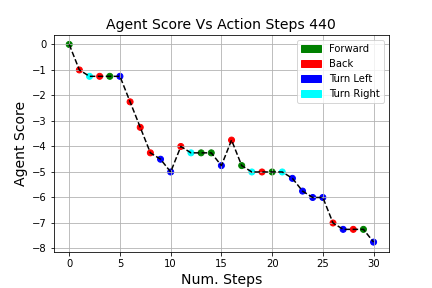 Agent Score Vs Action Steps 440
Forward
Back
Turn Left
Turn Right
Agent Score
0
−1
−2
−3
−4
−5
−6
−7
−8
0 5 10 15 20 25 30
Num. Steps